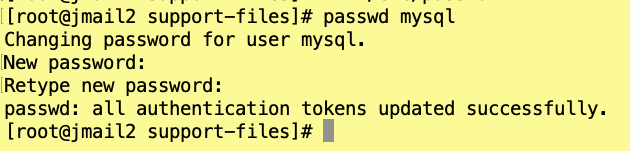 [root@jmail2 support-files]# passwd mysql
Changing password for user mysql.
New password:
Retype new password:
passwd: all authentication tokens updated successfully.
[root@jmail2 support-files]#